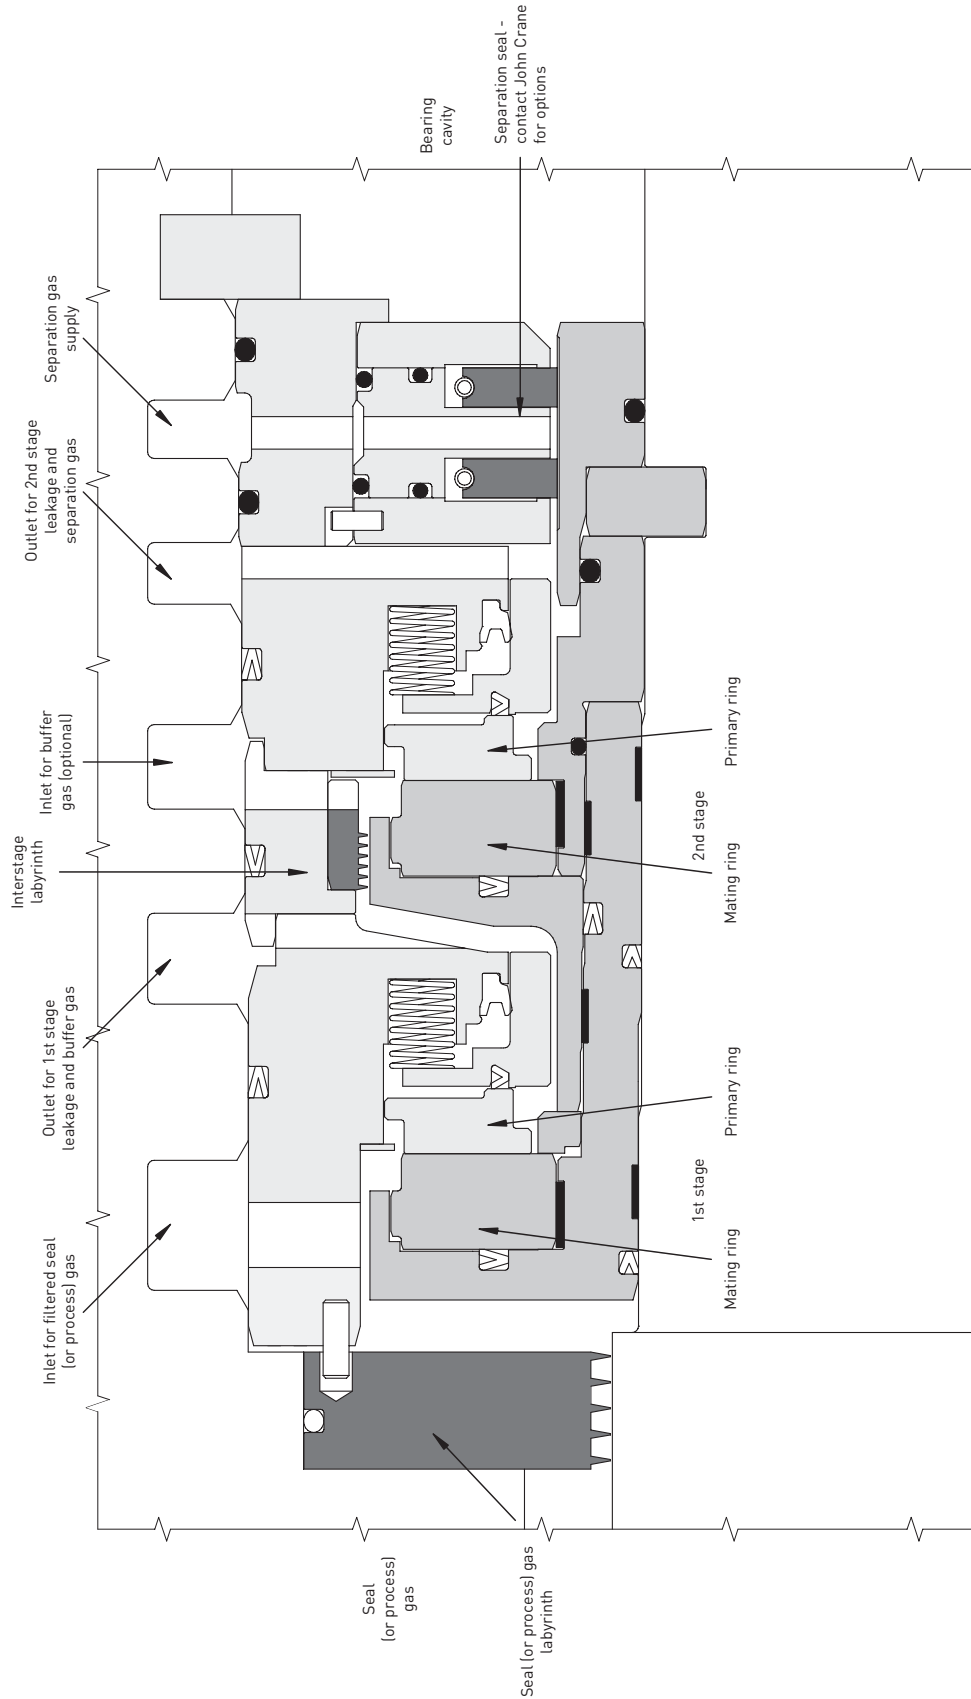 Inlet for filtered seal
(or process) gas
Outlet for 1st stage
leakage and buffer gas
Interstage
labyrinth
Inlet for buffer
gas (optional)
Outlet for 2nd stage
leakage and
separation gas
Separation gas
supply
Seal
(or process)
gas
Seal (or process) gas
labyrinth
Bearing
cavity
Separation seal -
contact John Crane
for options
Mating ring
1st stage
Primary ring
Mating ring
2nd stage
Primary ring